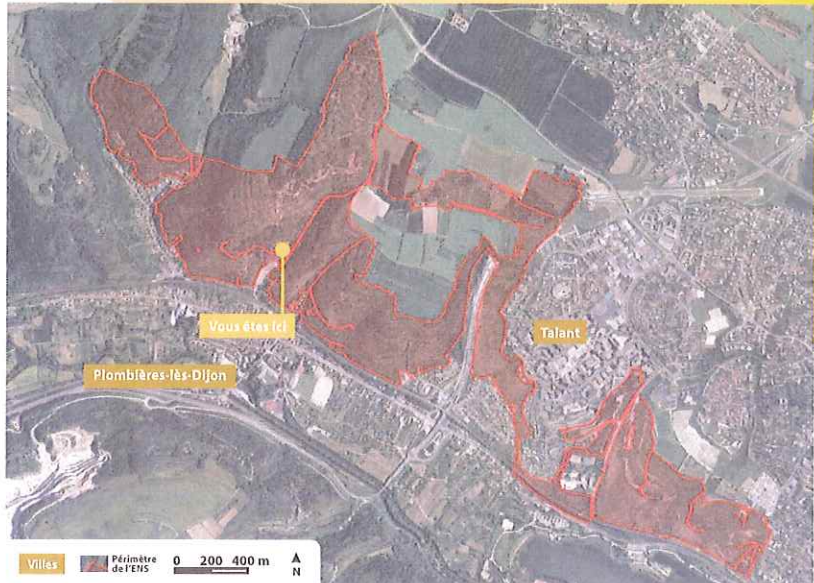 Vous êtes ici
Talant
Plombières-lès-Dijon
Villes
Périmètre
de l'ENS
0 200 400 m
N